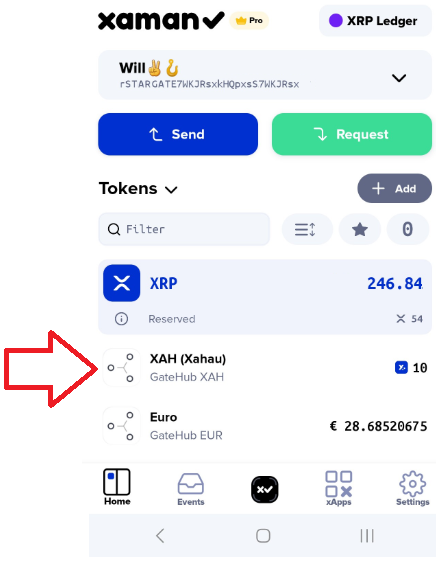 xaman
Pro
XRP Ledger
Will✌️🪝
rSTARGATE7WKJRsxkHQpxsS7WKJRsx
Send
Request
Tokens
Add
Filter
0
XRP
246.84
Reserved
54
XAH (Xahau)
GateHub XAH
10
Euro
GateHub EUR
€ 28.68520675
Home
Events
xApps
Settings